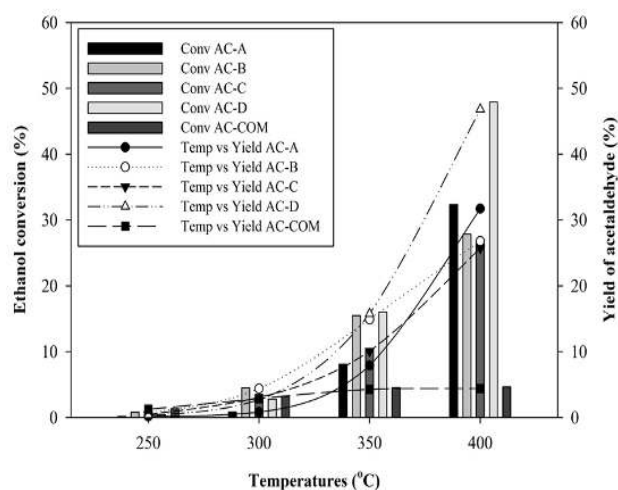 60
50
40
30
20
10
0
Ethanol conversion (%)
Conv AC-A
Conv AC-B
Conv AC-C
Conv AC-D
Conv AC-COM
Temp vs Yield AC-A
Temp vs Yield AC-B
Temp vs Yield AC-C
Temp vs Yield AC-D
Temp vs Yield AC-COM
60
50
40
30
20
10
0
Yield of acetaldehyde (%)
250 300 350 400
Temperatures (°C)